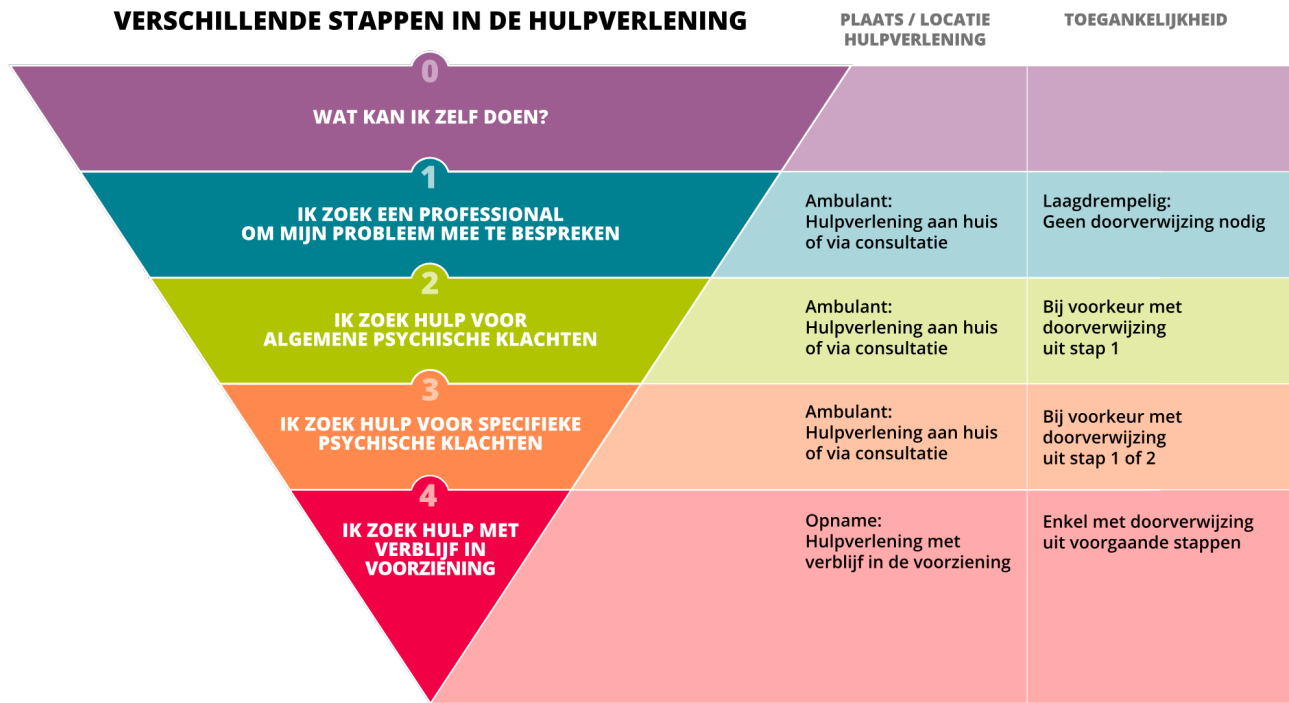 VERSCHILLENDE STAPPEN IN DE HULPVERLENING
PLAATS / LOCATIE
HULPVERLENING
TOEGANKELIJKHEID
0
WAT KAN IK ZELF DOEN?
1
IK ZOEK EEN PROFESSIONAL
OM MIJN PROBLEEM MEE TE BESPREKEN
Ambulant:
Hulpverlening aan huis
of via consultatie
Laagdrempelig:
Geen doorverwijzing nodig
2
IK ZOEK HULP VOOR
ALGEMENE PSYCHISCHE KLACHTEN
Ambulant:
Hulpverlening aan huis
of via consultatie
Bij voorkeur met
doorverwijzing
uit stap 1
3
IK ZOEK HULP VOOR SPECIFIEKE
PSYCHISCHE KLACHTEN
Ambulant:
Hulpverlening aan huis
of via consultatie
Bij voorkeur met
doorverwijzing
uit stap 1 of 2
4
IK ZOEK HULP MET
VERBLIJF IN
VOORZIENING
Opname:
Hulpverlening met
verblijf in de voorziening
Enkel met doorverwijzing
uit voorgaande stappen